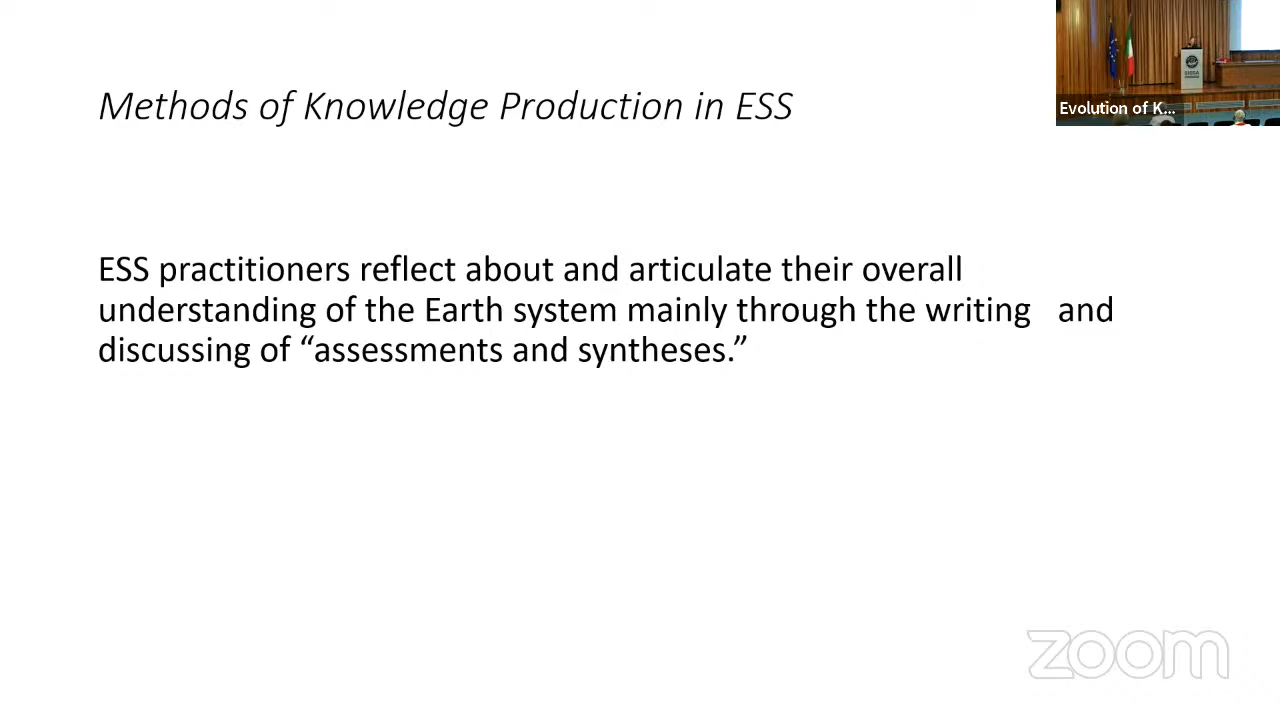 Methods of Knowledge Production in ESS
Evolution of K...
ESS practitioners reflect about and articulate their overall
understanding of the Earth system mainly through the writing and
discussing of “assessments and syntheses.”
SISSA
zoom